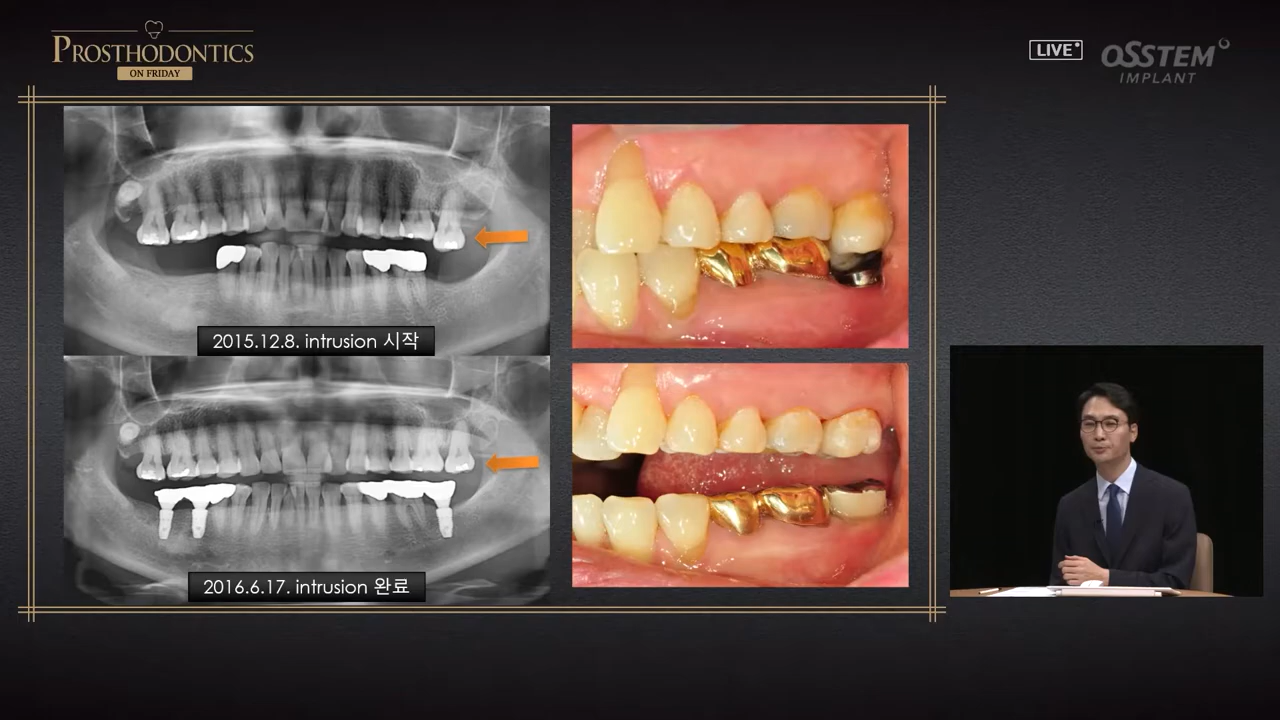 PROSTHODONTICS
ON FRIDAY
LIVE
OSSTEM
IMPLANT
2015.12.8. intrusion 시작
2016.6.17. intrusion 완료